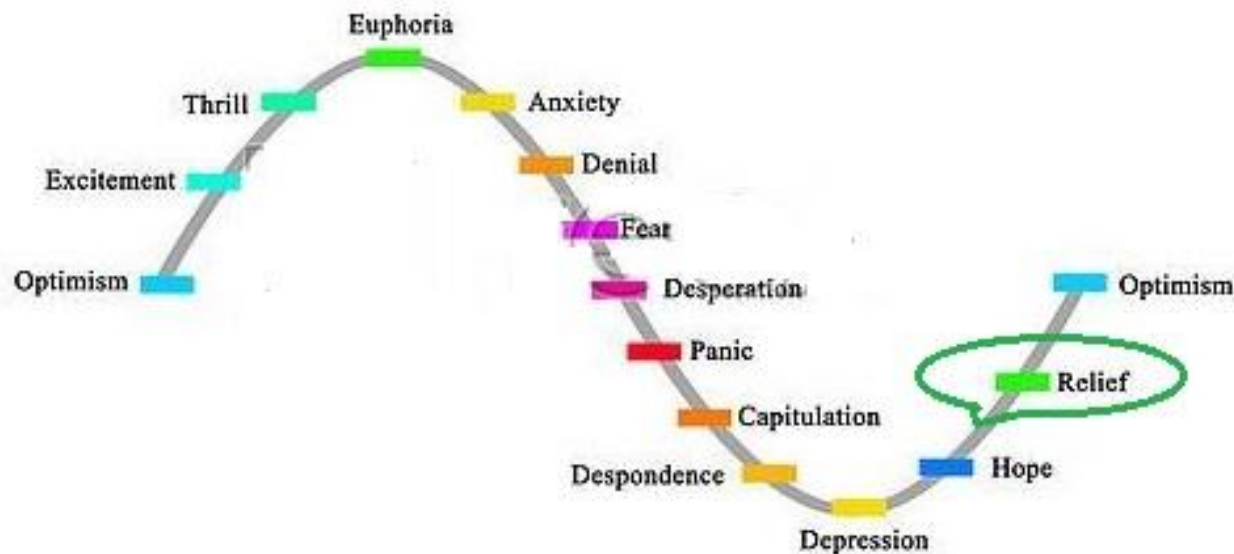 Euphoria
Thrill
Anxiety
Excitement
Denial
Fear
Optimism
Desperation
Optimism
Panic
Relief
Capitulation
Despondence
Hope
Depression